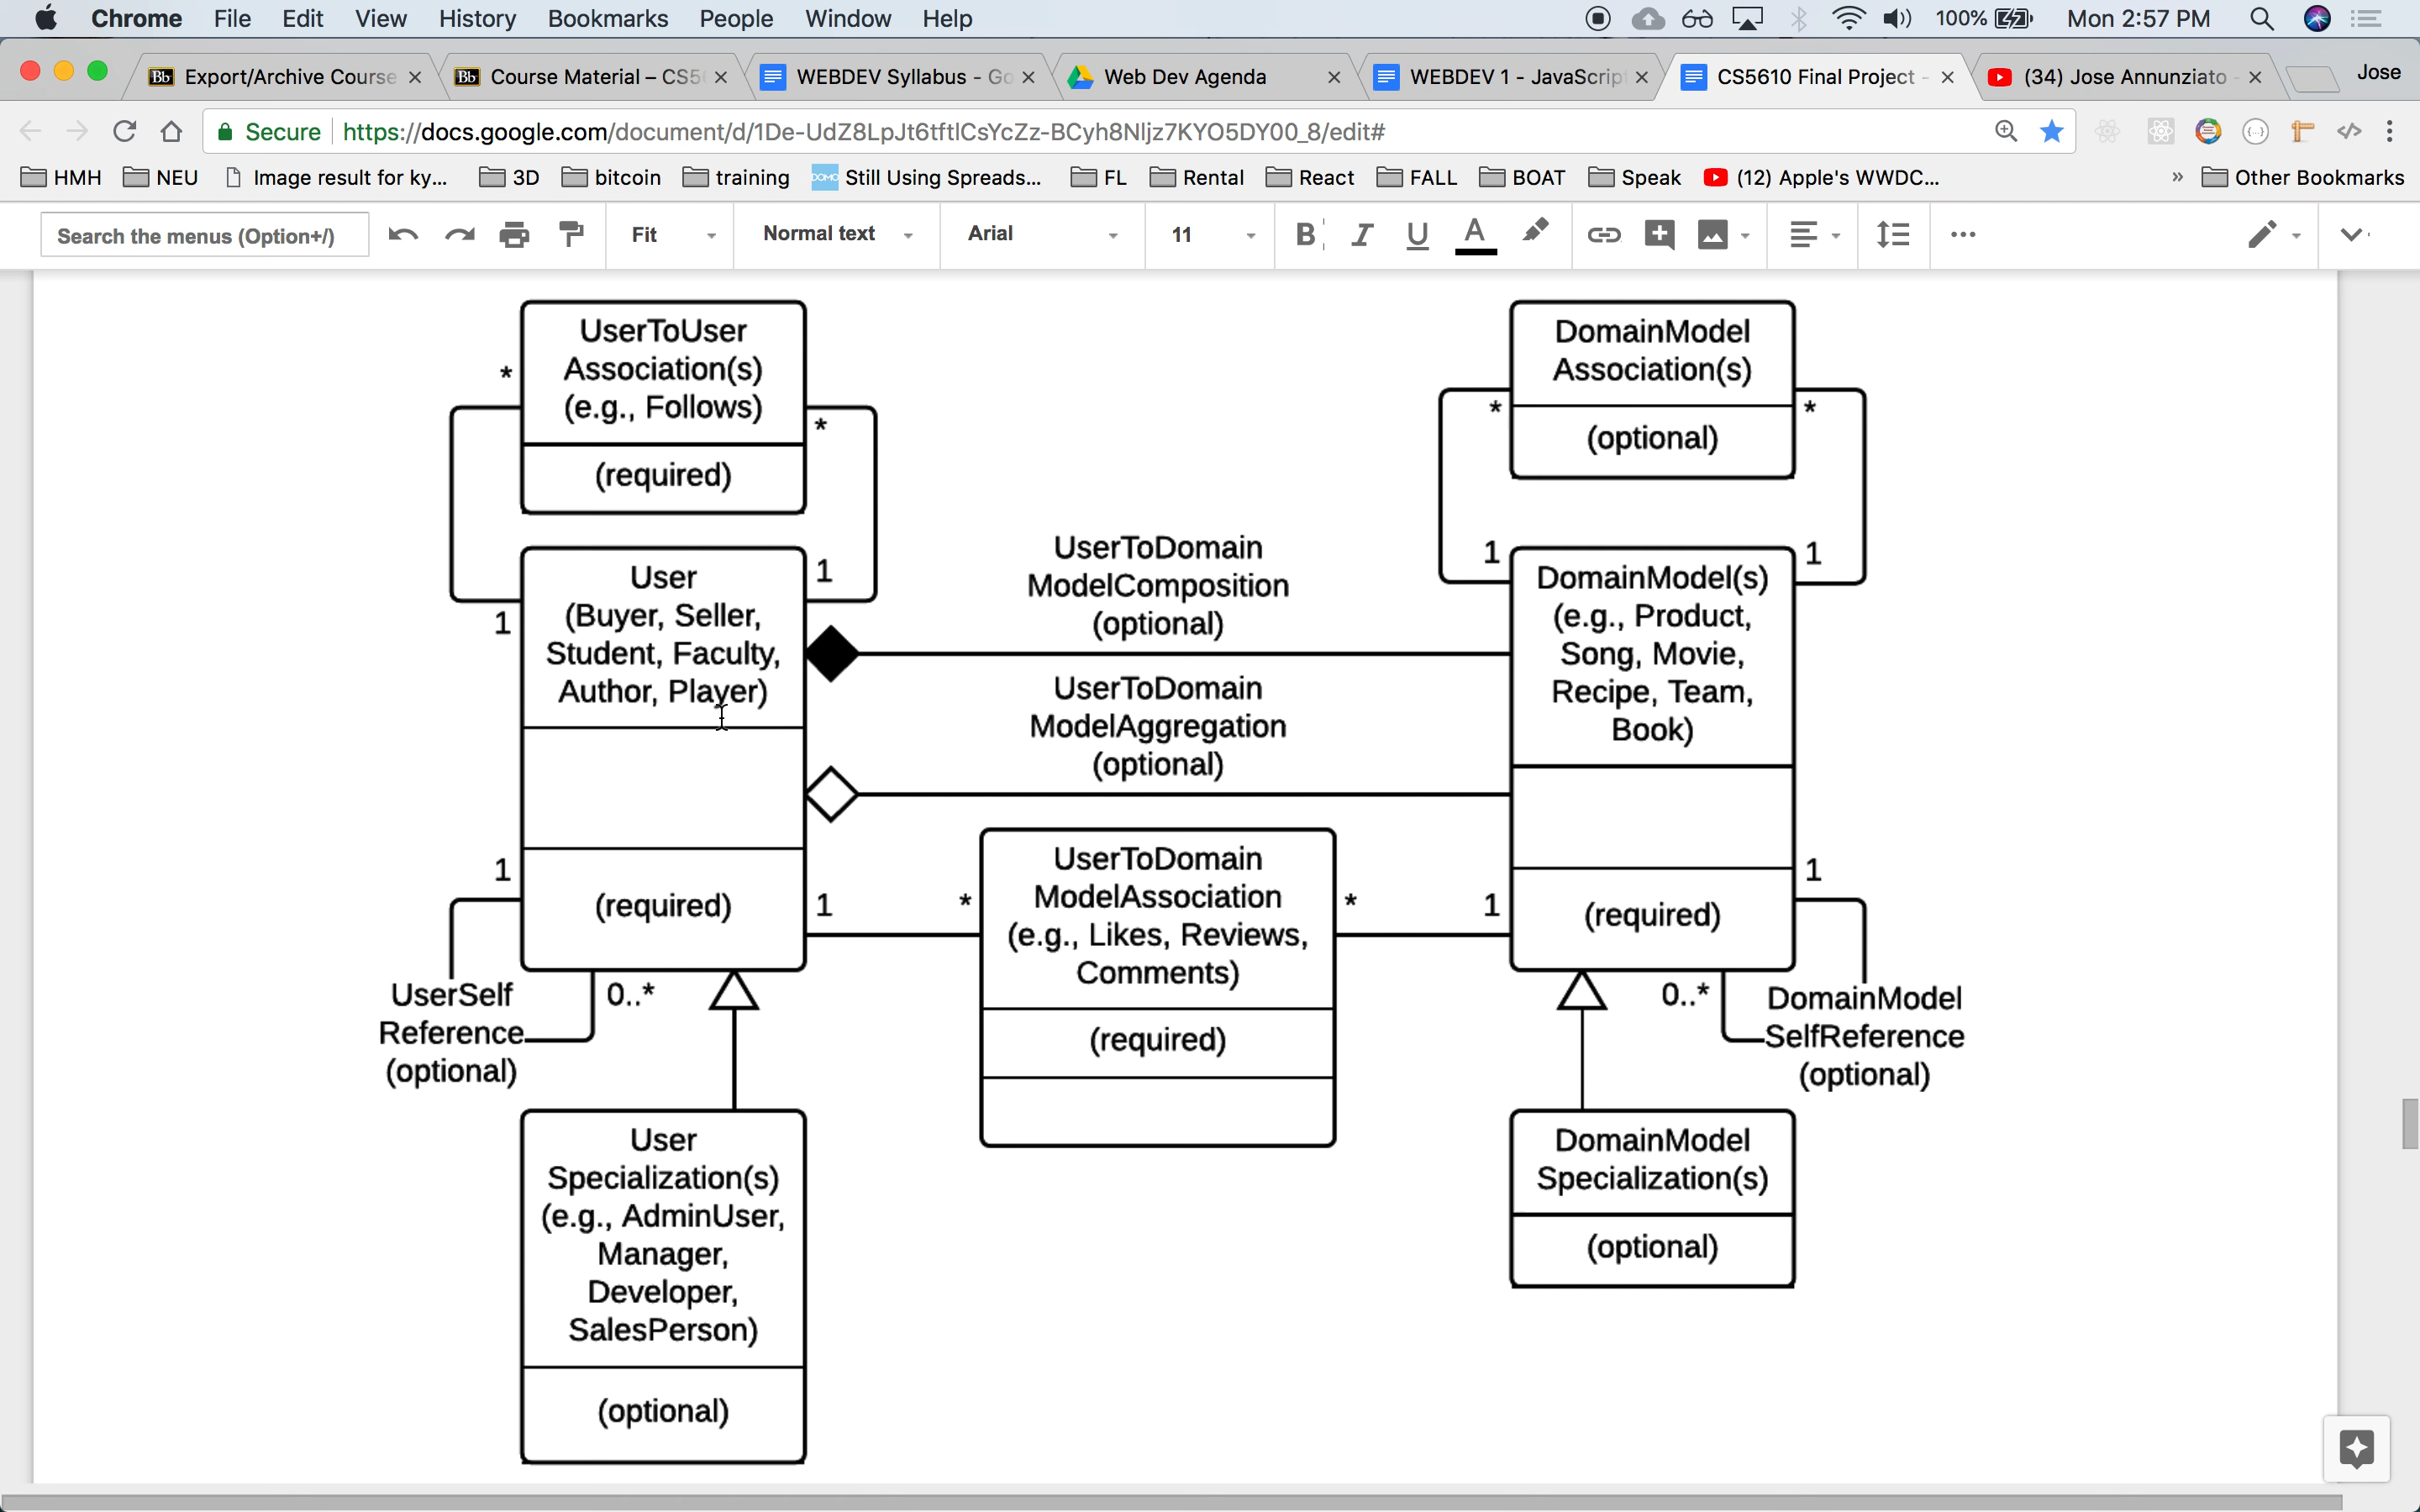 Chrome File Edit View History Bookmarks People Window Help 100% Mon 2:57 PM
Bb Export/Archive Course Bb Course Material – CS5 WEBDEV Syllabus - Go Web Dev Agenda WEBDEV 1 - JavaScrip CS5610 Final Project - (34) Jose Annunziato - Jose
Secure https://docs.google.com/document/d/1De-UdZ8LpJt6tftlCsYcZz-BCyh8Nljz7KYO5DY00_8/edit#
HMH NEU Image result for ky... 3D bitcoin training DOMO Still Using Spreads... FL Rental React FALL BOAT Speak (12) Apple's WWDC... » Other Bookmarks
Search the menus (Option+/) Fit Normal text Arial 11 B I U A
UserToUser
Association(s)
(e.g., Follows)
(required)
*
*
1
1
DomainModel
Association(s)
(optional)
*
*
1
1
User
(Buyer, Seller,
Student, Faculty,
Author, Player)
(required)
UserToDomain
ModelComposition
(optional)
UserToDomain
ModelAggregation
(optional)
DomainModel(s)
(e.g., Product,
Song, Movie,
Recipe, Team,
Book)
(required)
1
1
*
UserToDomain
ModelAssociation
(e.g., Likes, Reviews,
Comments)
(required)
*
1
1
UserSelf
Reference
(optional)
0..*
0..*
DomainModel
SelfReference
(optional)
User
Specialization(s)
(e.g., AdminUser,
Manager,
Developer,
SalesPerson)
(optional)
DomainModel
Specialization(s)
(optional)